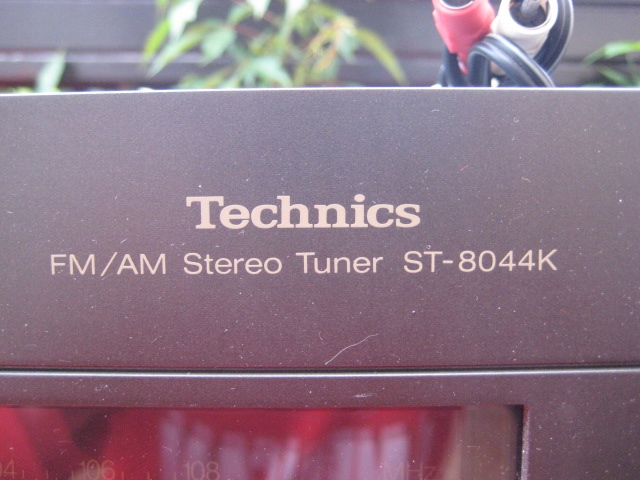 Technics
FM/AM Stereo Tuner ST-8044K
106 108 MHz